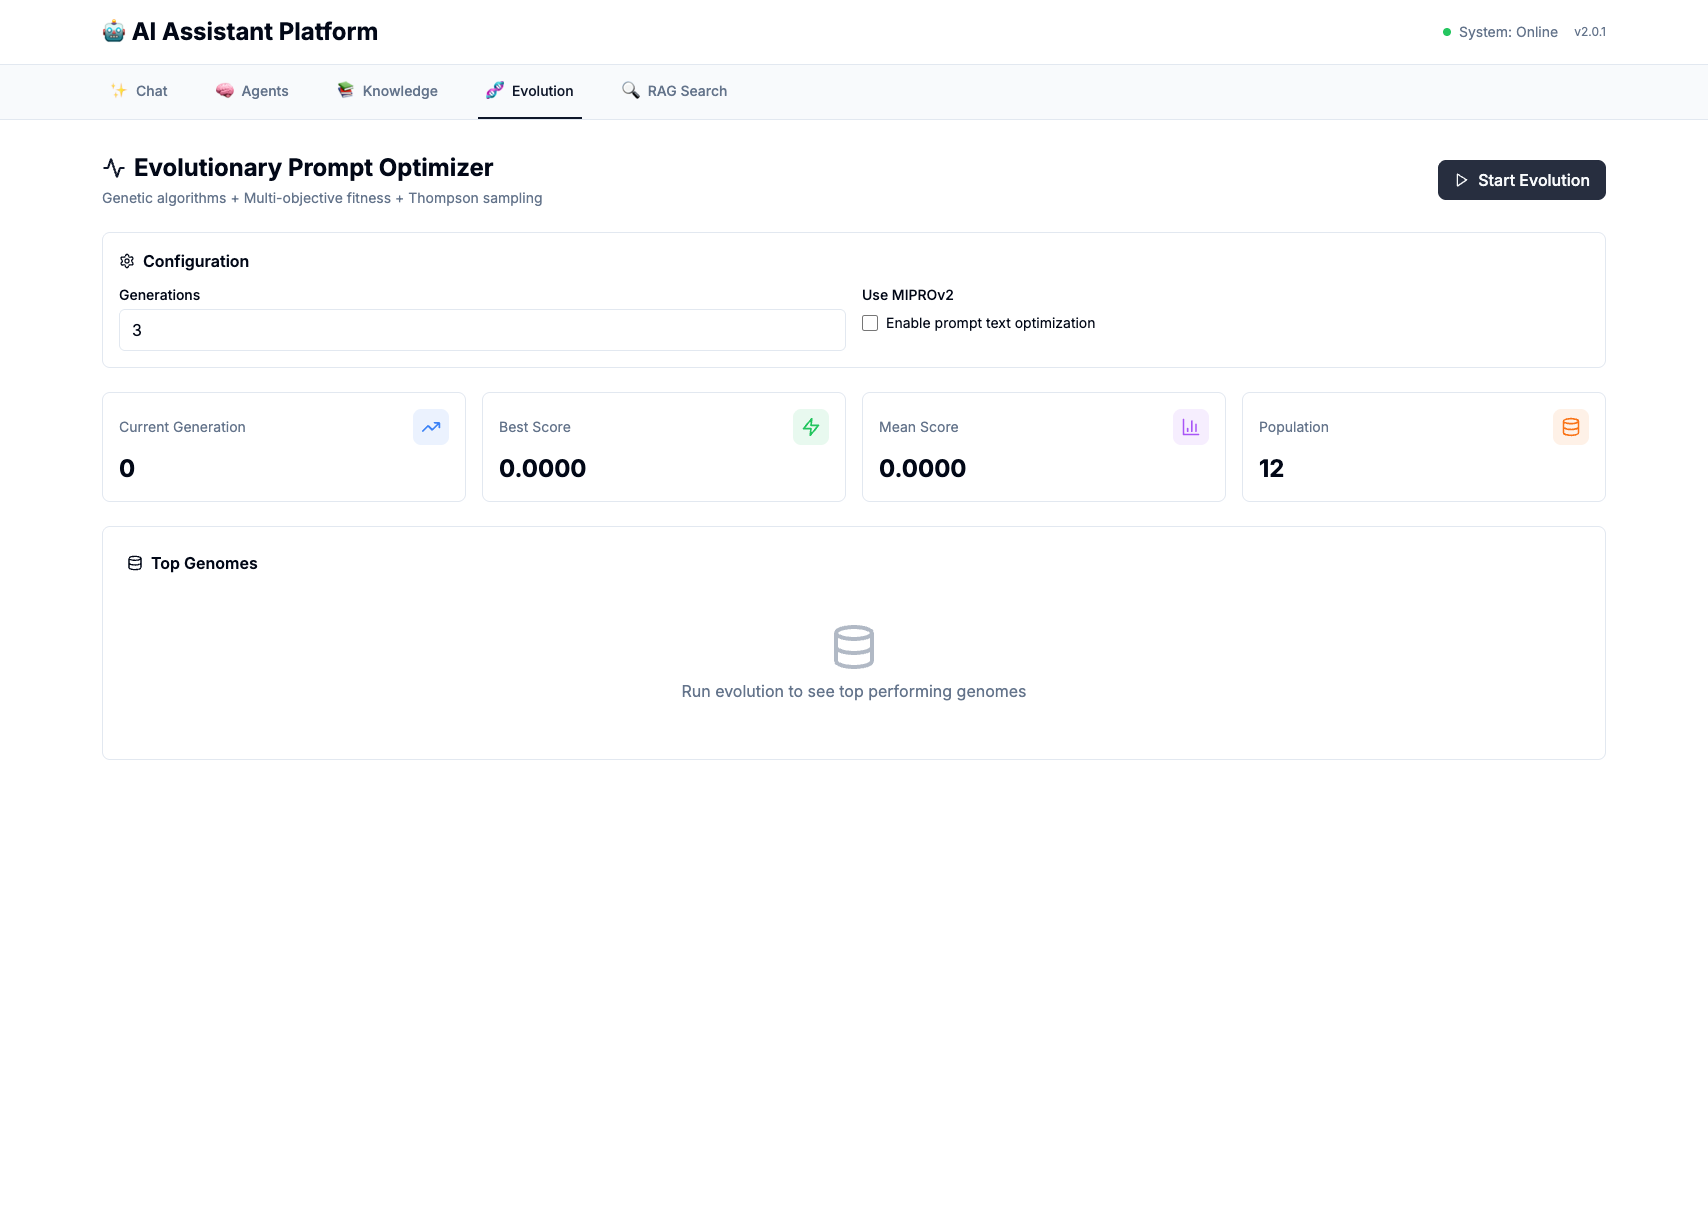 AI Assistant Platform
System: Online v2.0.1
Chat Agents Knowledge Evolution RAG Search
Evolutionary Prompt Optimizer
Genetic algorithms + Multi-objective fitness + Thompson sampling
Start Evolution
Configuration
Generations
3
Use MIPROv2
Enable prompt text optimization
Current Generation
0
Best Score
0.0000
Mean Score
0.0000
Population
12
Top Genomes
Run evolution to see top performing genomes